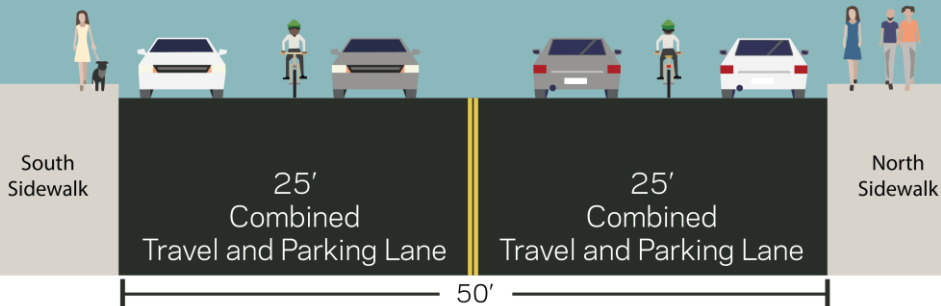 South
Sidewalk
25′
Combined
Travel and Parking Lane
25′
Combined
Travel and Parking Lane
North
Sidewalk
50′